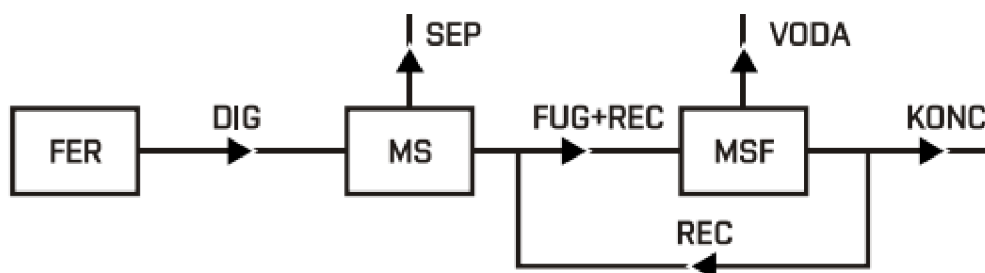 SEP
VODA
DIG
FUG+REC
KONC
FER
MS
MSF
REC